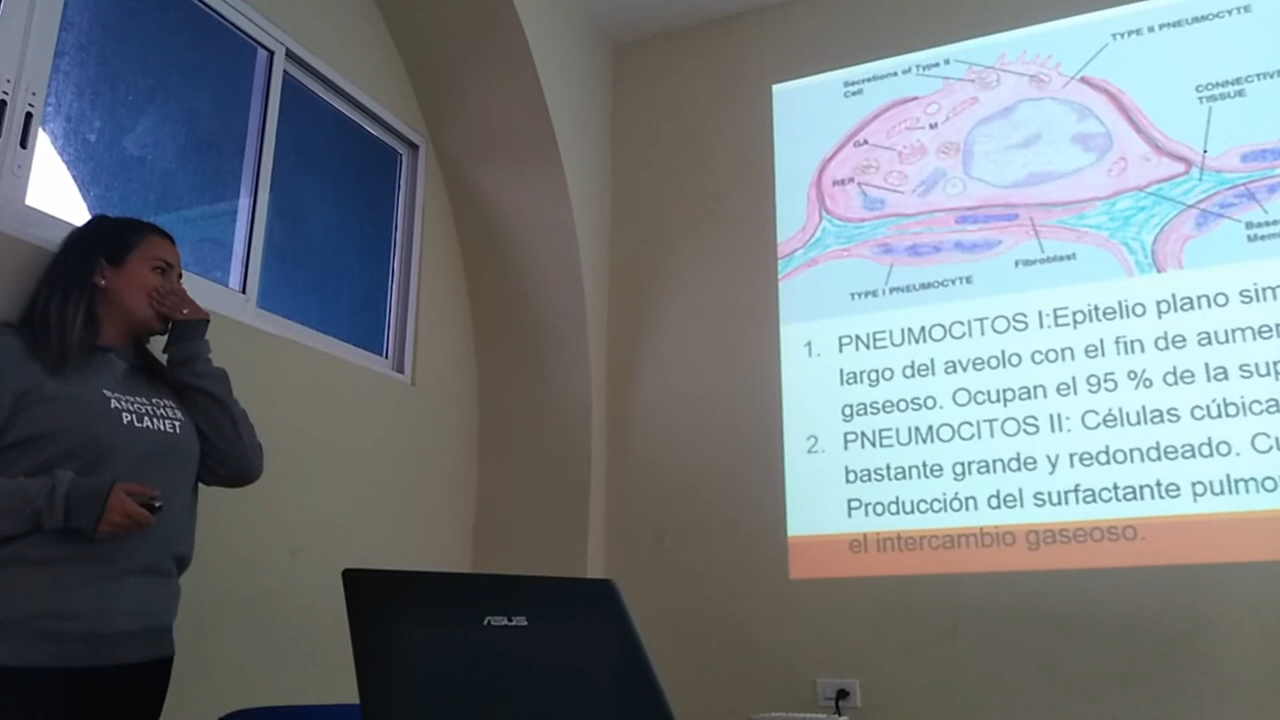 TYPE II PNEUMOCYTE
Secretions of Type II
Cell
CONNECTIVE
TISSUE
M
GA
RER
Fibroblast
TYPE I PNEUMOCYTE
1. PNEUMOCITOS I:Epitelio plano sim
largo del aveolo con el fin de aumen
gaseoso. Ocupan el 95 % de la sup
2. PNEUMOCITOS II: Células cúbica
bastante grande y redondeado. Cu
Producción del surfactante pulmo
el intercambio gaseoso.
BORN ON
ANOTHER
PLANET
ASUS